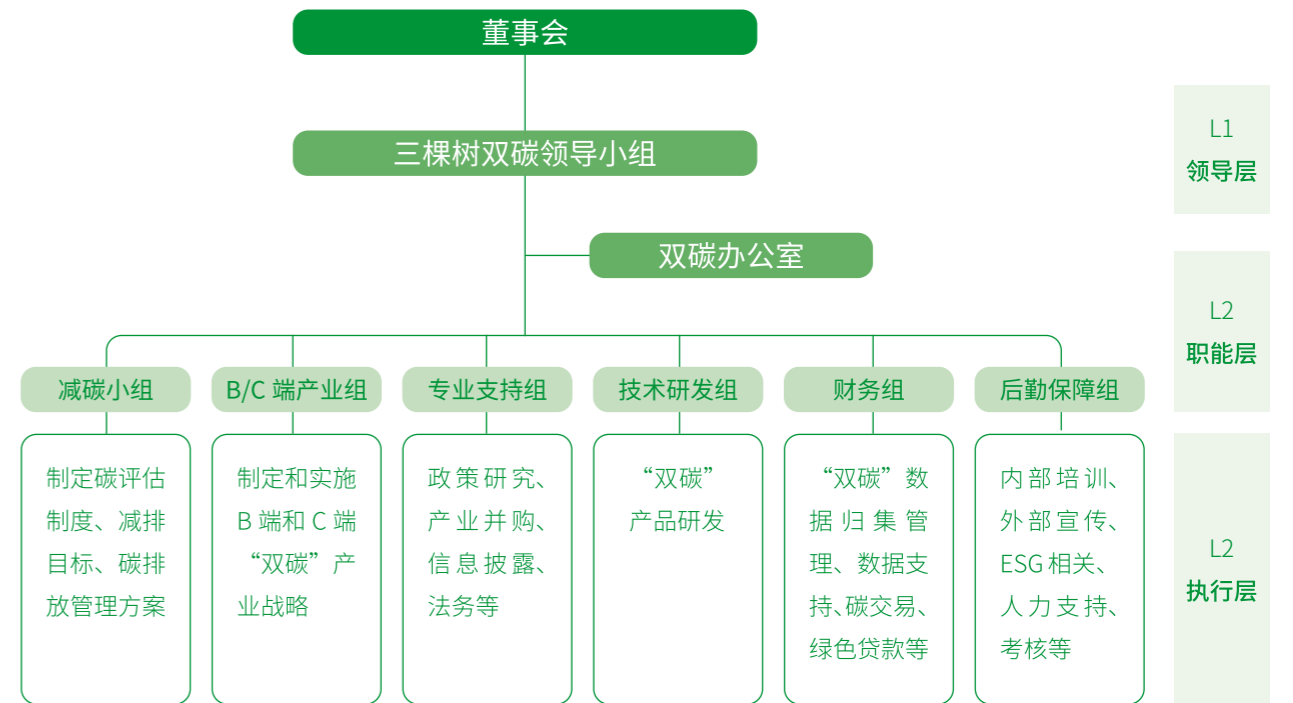 董事会
三棵树双碳领导小组
L1
领导层
双碳办公室
L2
职能层
减碳小组
B/C 端产业组
专业支持组
技术研发组
财务组
后勤保障组
制定碳评估
制度、减排
目标、碳排
放管理方案
制定和实施
B 端和 C 端
“双碳”产
业战略
政策研究、
产业并购、
信息披露、
法务等
“双碳”
产品研发
“双碳”数
据归集管
理、数据支
持、碳交易、
绿色贷款等
内部培训、
外部宣传、
ESG 相关、
人力支持、
考核等
L2
执行层